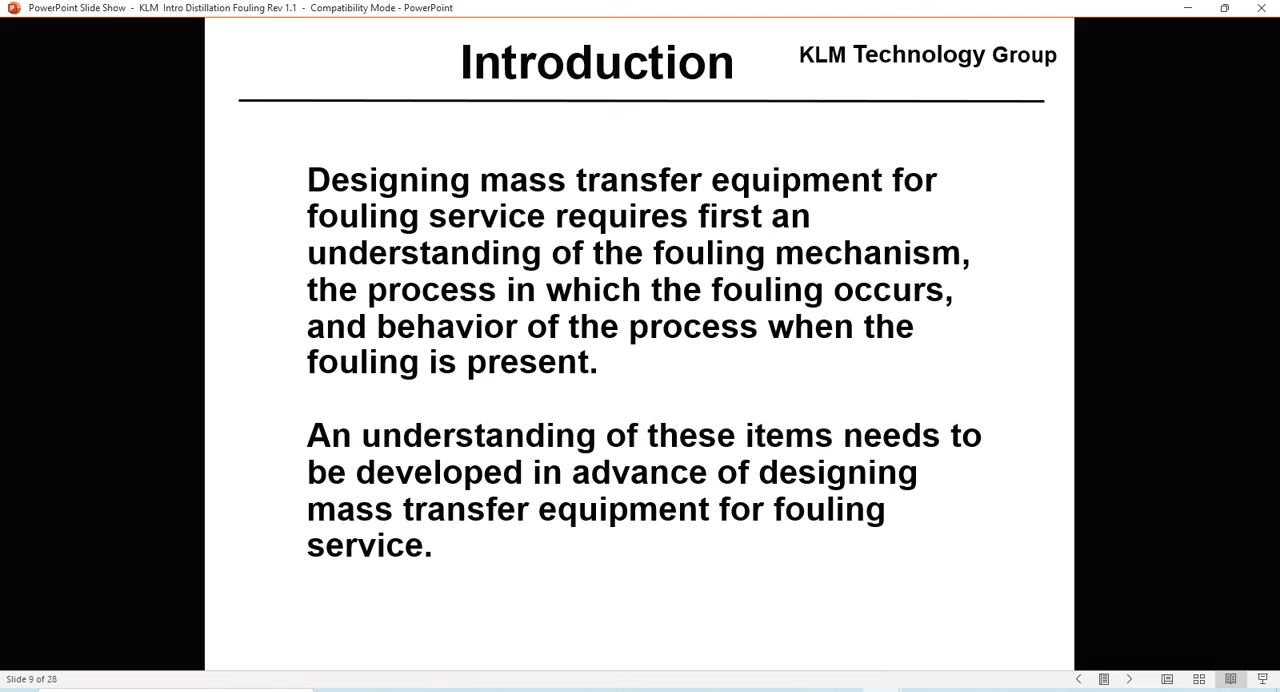 PowerPoint Slide Show - KLM Intro Distillation Fouling Rev 1.1 - Compatibility Mode - PowerPoint
Introduction
KLM Technology Group
Designing mass transfer equipment for
fouling service requires first an
understanding of the fouling mechanism,
the process in which the fouling occurs,
and behavior of the process when the
fouling is present.
An understanding of these items needs to
be developed in advance of designing
mass transfer equipment for fouling
service.
Slide 9 of 28